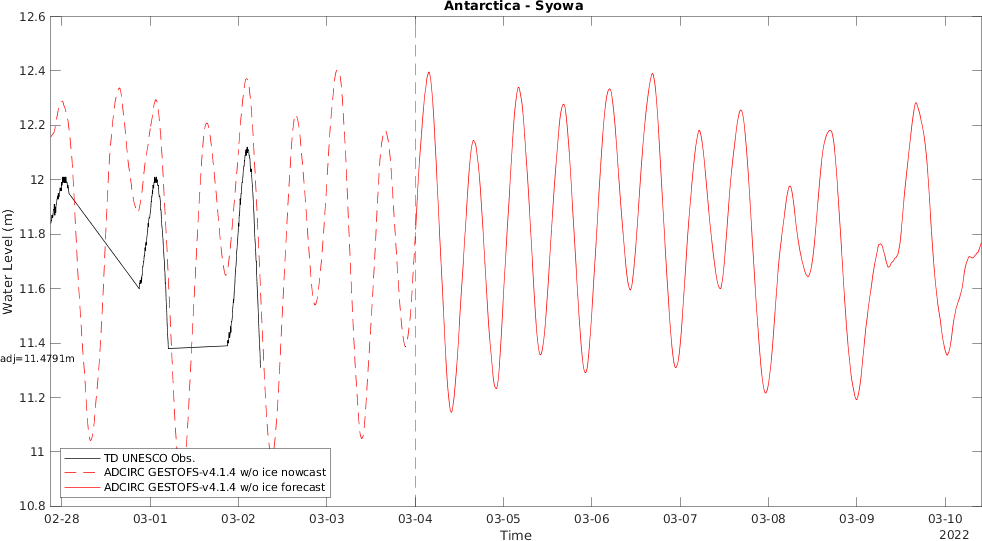 Antarctica - Syowa
12.6
12.4
12.2
12
11.8
11.6
11.4
11.2
11
10.8
Water Level (m)
adj=11.4791m
TD UNESCO Obs.
ADCIRC GESTOFS-v4.1.4 w/o ice nowcast
ADCIRC GESTOFS-v4.1.4 w/o ice forecast
02-28 03-01 03-02 03-03 03-04 03-05 03-06 03-07 03-08 03-09 03-10
Time
2022